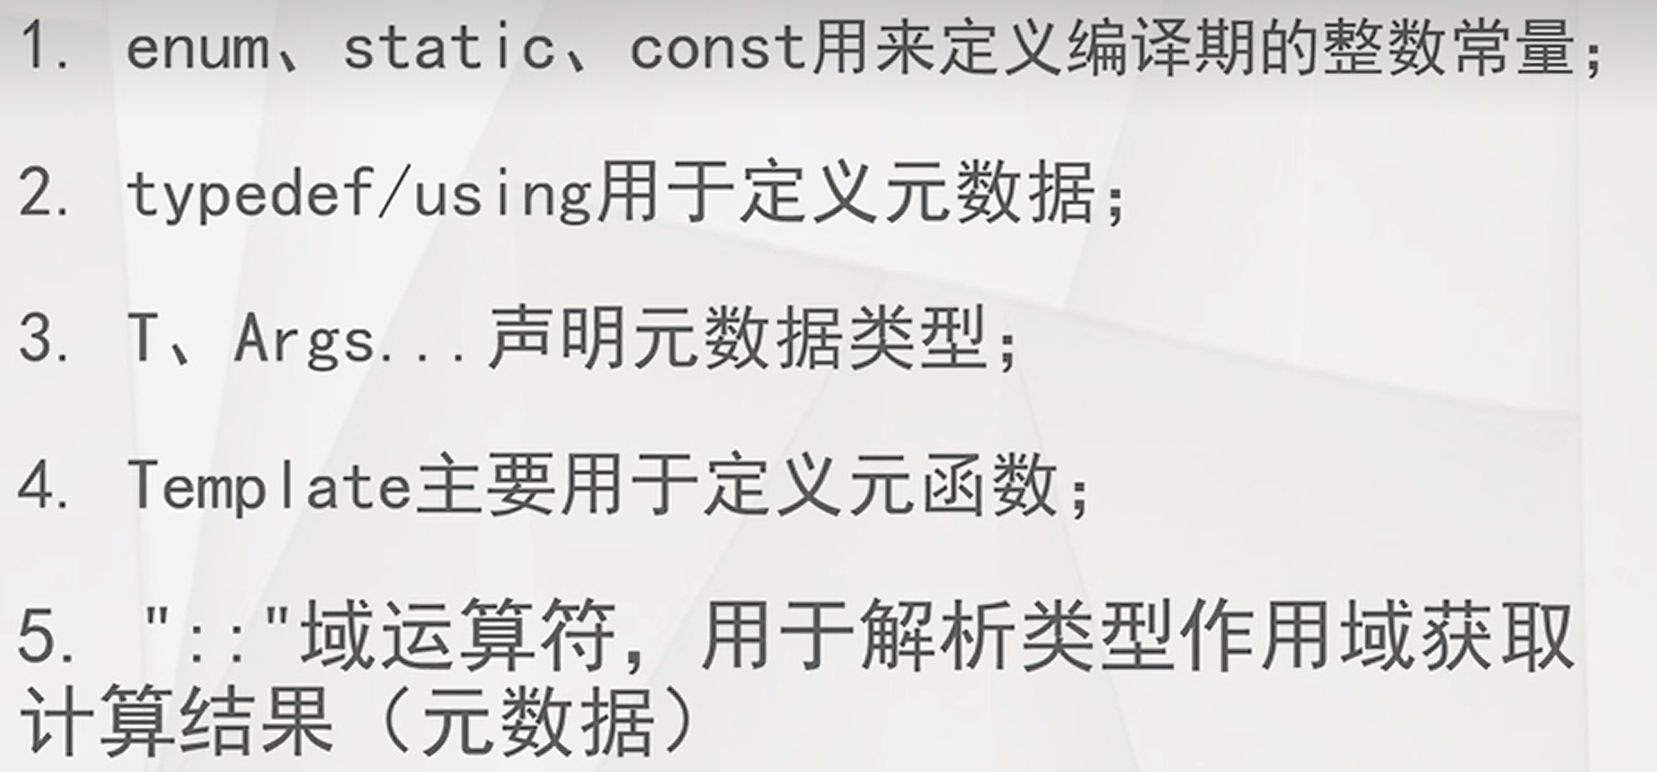 1. enum、static、const用来定义编译期的整数常量；
2. typedef/using用于定义元数据；
3. T、Args...声明元数据类型；
4. Template主要用于定义元函数；
5. "::"域运算符，用于解析类型作用域获取
计算结果（元数据）